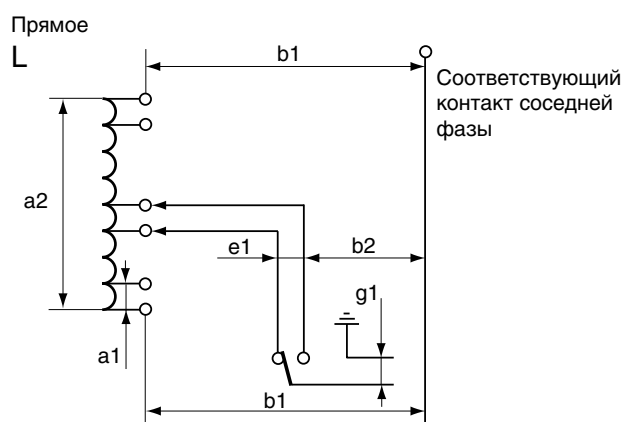 Прямое
L
b1
Соответствующий
контакт соседней
фазы
a2
e1
b2
g1
a1
b1